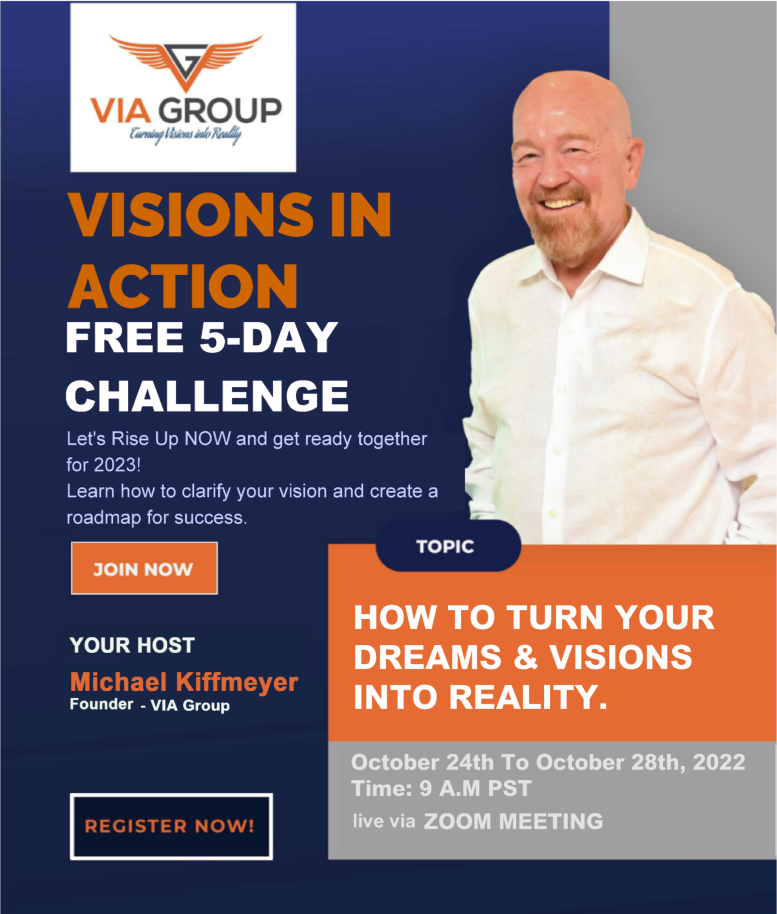 VIA GROUP
Turning Visions into Reality
VISIONS IN
ACTION
FREE 5-DAY
CHALLENGE
Let's Rise Up NOW and get ready together
for 2023!
Learn how to clarify your vision and create a
roadmap for success.
JOIN NOW
YOUR HOST
Michael Kiffmeyer
Founder - VIA Group
REGISTER NOW!
TOPIC
HOW TO TURN YOUR
DREAMS & VISIONS
INTO REALITY.
October 24th To October 28th, 2022
Time: 9 A.M PST
live via ZOOM MEETING